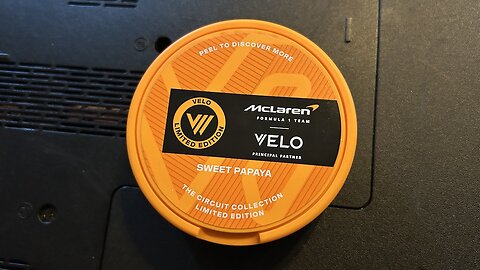 PEEL TO DISCOVER MORE
VELO
LIMITED EDITION
McLaren
FORMULA 1 TEAM
VELO
PRINCIPAL PARTNER
SWEET PAPAYA
THE CIRCUIT COLLECTION
LIMITED EDITION